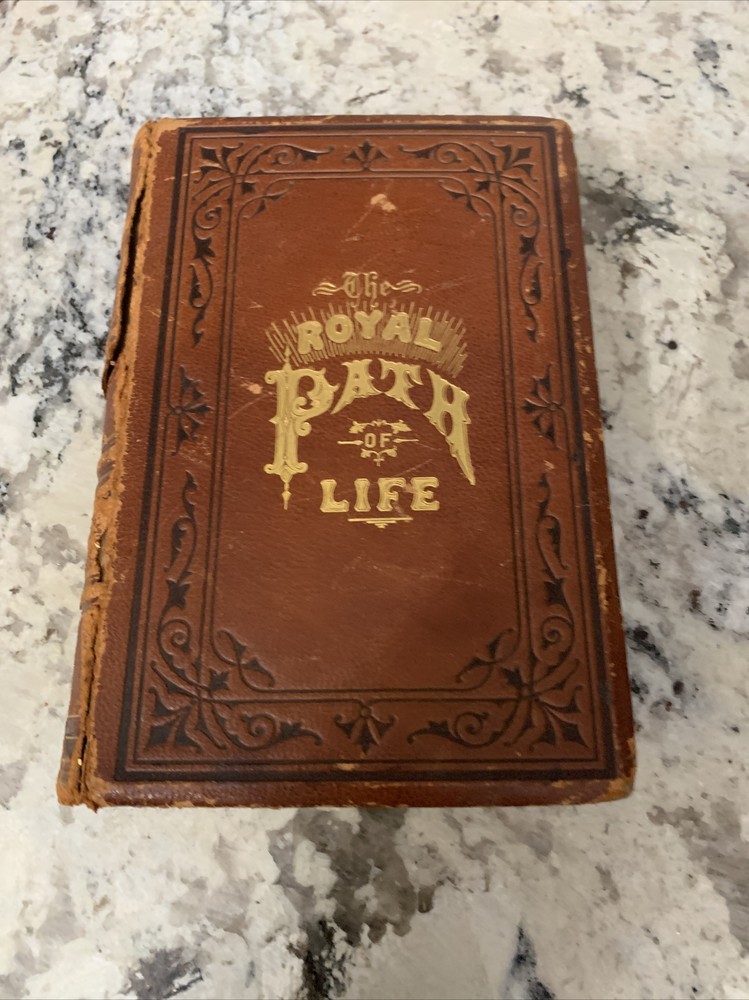 The
ROYAL
PATH
OF
LIFE